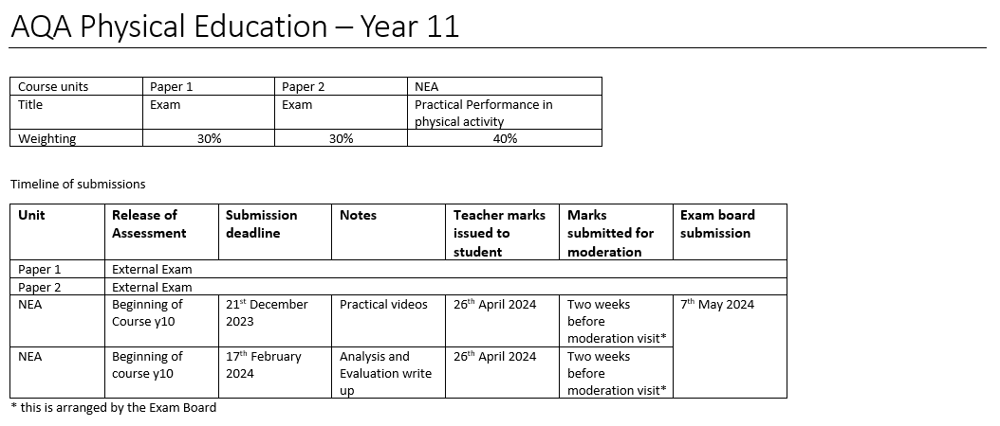 AQA Physical Education – Year 11
Course units Paper 1 Paper 2 NEA
Title Exam Exam Practical Performance in
physical activity
Weighting 30% 30% 40%
Timeline of submissions
Unit Release of Submission Notes Teacher marks Marks Exam board
Assessment deadline issued to submitted for submission
student moderation
Paper 1 External Exam
Paper 2 External Exam
NEA Beginning of 21st December Practical videos 26th April 2024 Two weeks 7th May 2024
Course y10 2023 before
moderation visit*
NEA Beginning of 17th February Analysis and 26th April 2024 Two weeks
course y10 2024 Evaluation write before
up moderation visit*
* this is arranged by the Exam Board